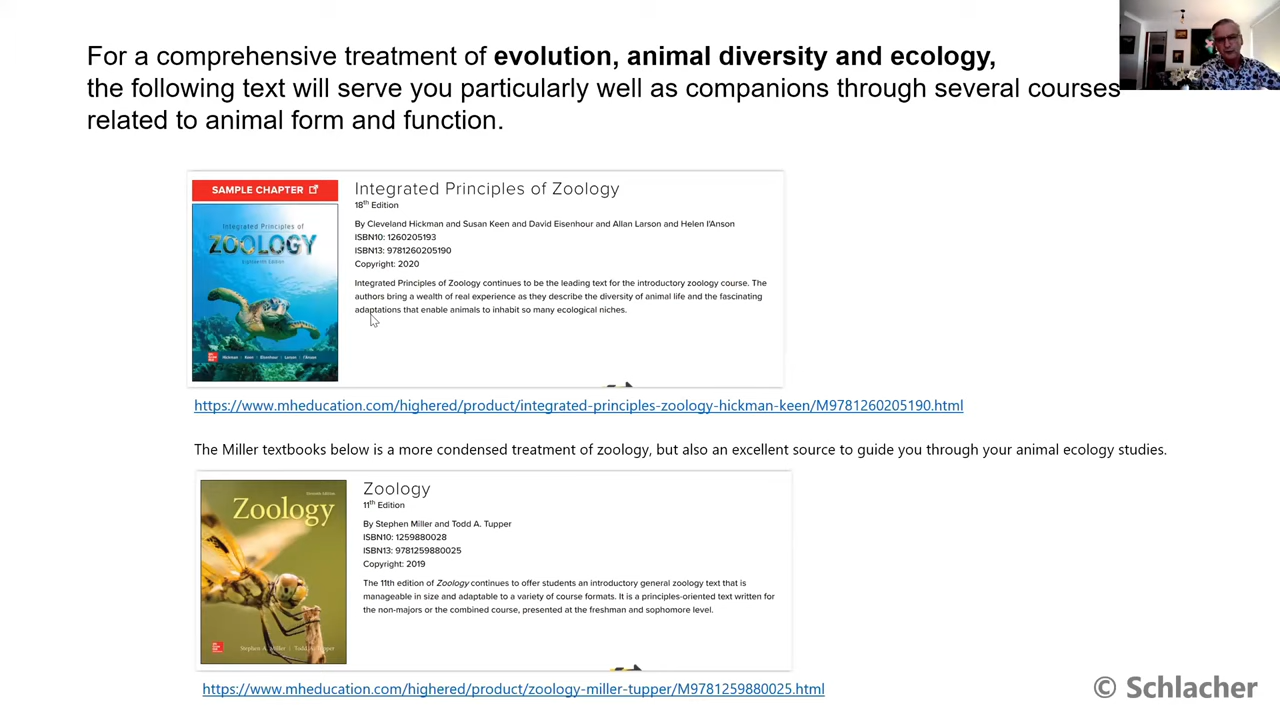 For a comprehensive treatment of evolution, animal diversity and ecology,
the following text will serve you particularly well as companions through several courses
related to animal form and function.
SAMPLE CHAPTER
Integrated Principles of
ZOOLOGY
Eighteenth Edition
Hickman | Keen | Eisenhour | Larson | I'Anson
Integrated Principles of Zoology
18th Edition
By Cleveland Hickman and Susan Keen and David Eisenhour and Allan Larson and Helen I'Anson
ISBN10: 1260205193
ISBN13: 9781260205190
Copyright: 2020
Integrated Principles of Zoology continues to be the leading text for the introductory zoology course. The
authors bring a wealth of real experience as they describe the diversity of animal life and the fascinating
adaptations that enable animals to inhabit so many ecological niches.
https://www.mheducation.com/highered/product/integrated-principles-zoology-hickman-keen/M9781260205190.html
The Miller textbooks below is a more condensed treatment of zoology, but also an excellent source to guide you through your animal ecology studies.
Zoology
Stephen A. Miller | Todd A. Tupper
Zoology
11th Edition
By Stephen Miller and Todd A. Tupper
ISBN10: 1259880028
ISBN13: 9781259880025
Copyright: 2019
The 11th edition of Zoology continues to offer students an introductory general zoology text that is
manageable in size and adaptable to a variety of course formats. It is a principles-oriented text written for
the non-majors or the combined course, presented at the freshman and sophomore level.
https://www.mheducation.com/highered/product/zoology-miller-tupper/M9781259880025.html
© Schlacher